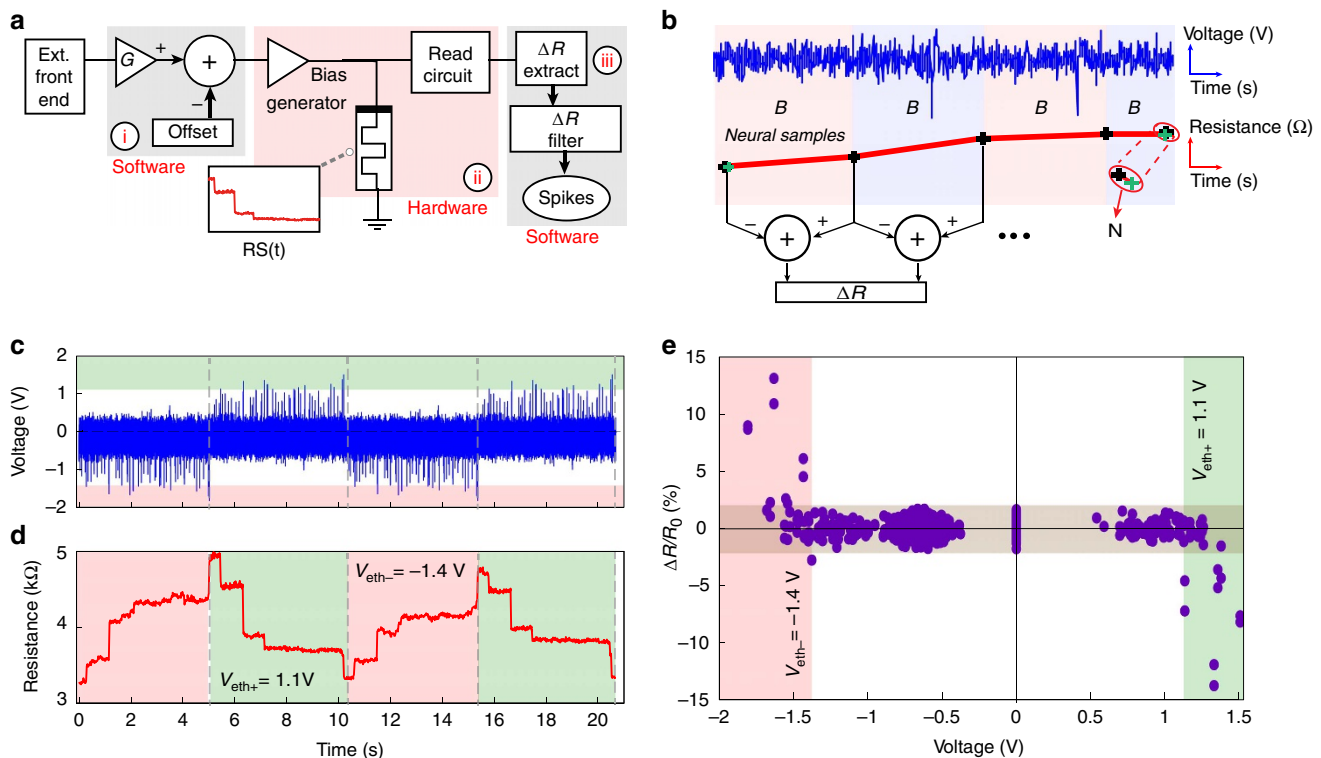 a
Ext.
front
end
G
+
+
−
Offset
i
Software
Bias
generator
Read
circuit
ii
Hardware
RS(t)
ΔR
extract
iii
ΔR
filter
Spikes
Software
b
Voltage (V)
Time (s)
B
B
B
B
Neural samples
Resistance (Ω)
Time (s)
N
−
+
−
+
+
+
•••
ΔR
c
2
1
0
−1
−2
Voltage (V)
d
5
4
3
Resistance (kΩ)
Veth−= −1.4 V
Veth+ = 1.1V
0
2
4
6
8
10
12
14
16
18
20
Time (s)
e
15
10
5
0
−5
−10
−15
ΔR/R0 (%)
Veth+ = 1.1 V
Veth−= −1.4 V
−2
−1.5
−1
−0.5
0
0.5
1
1.5
Voltage (V)